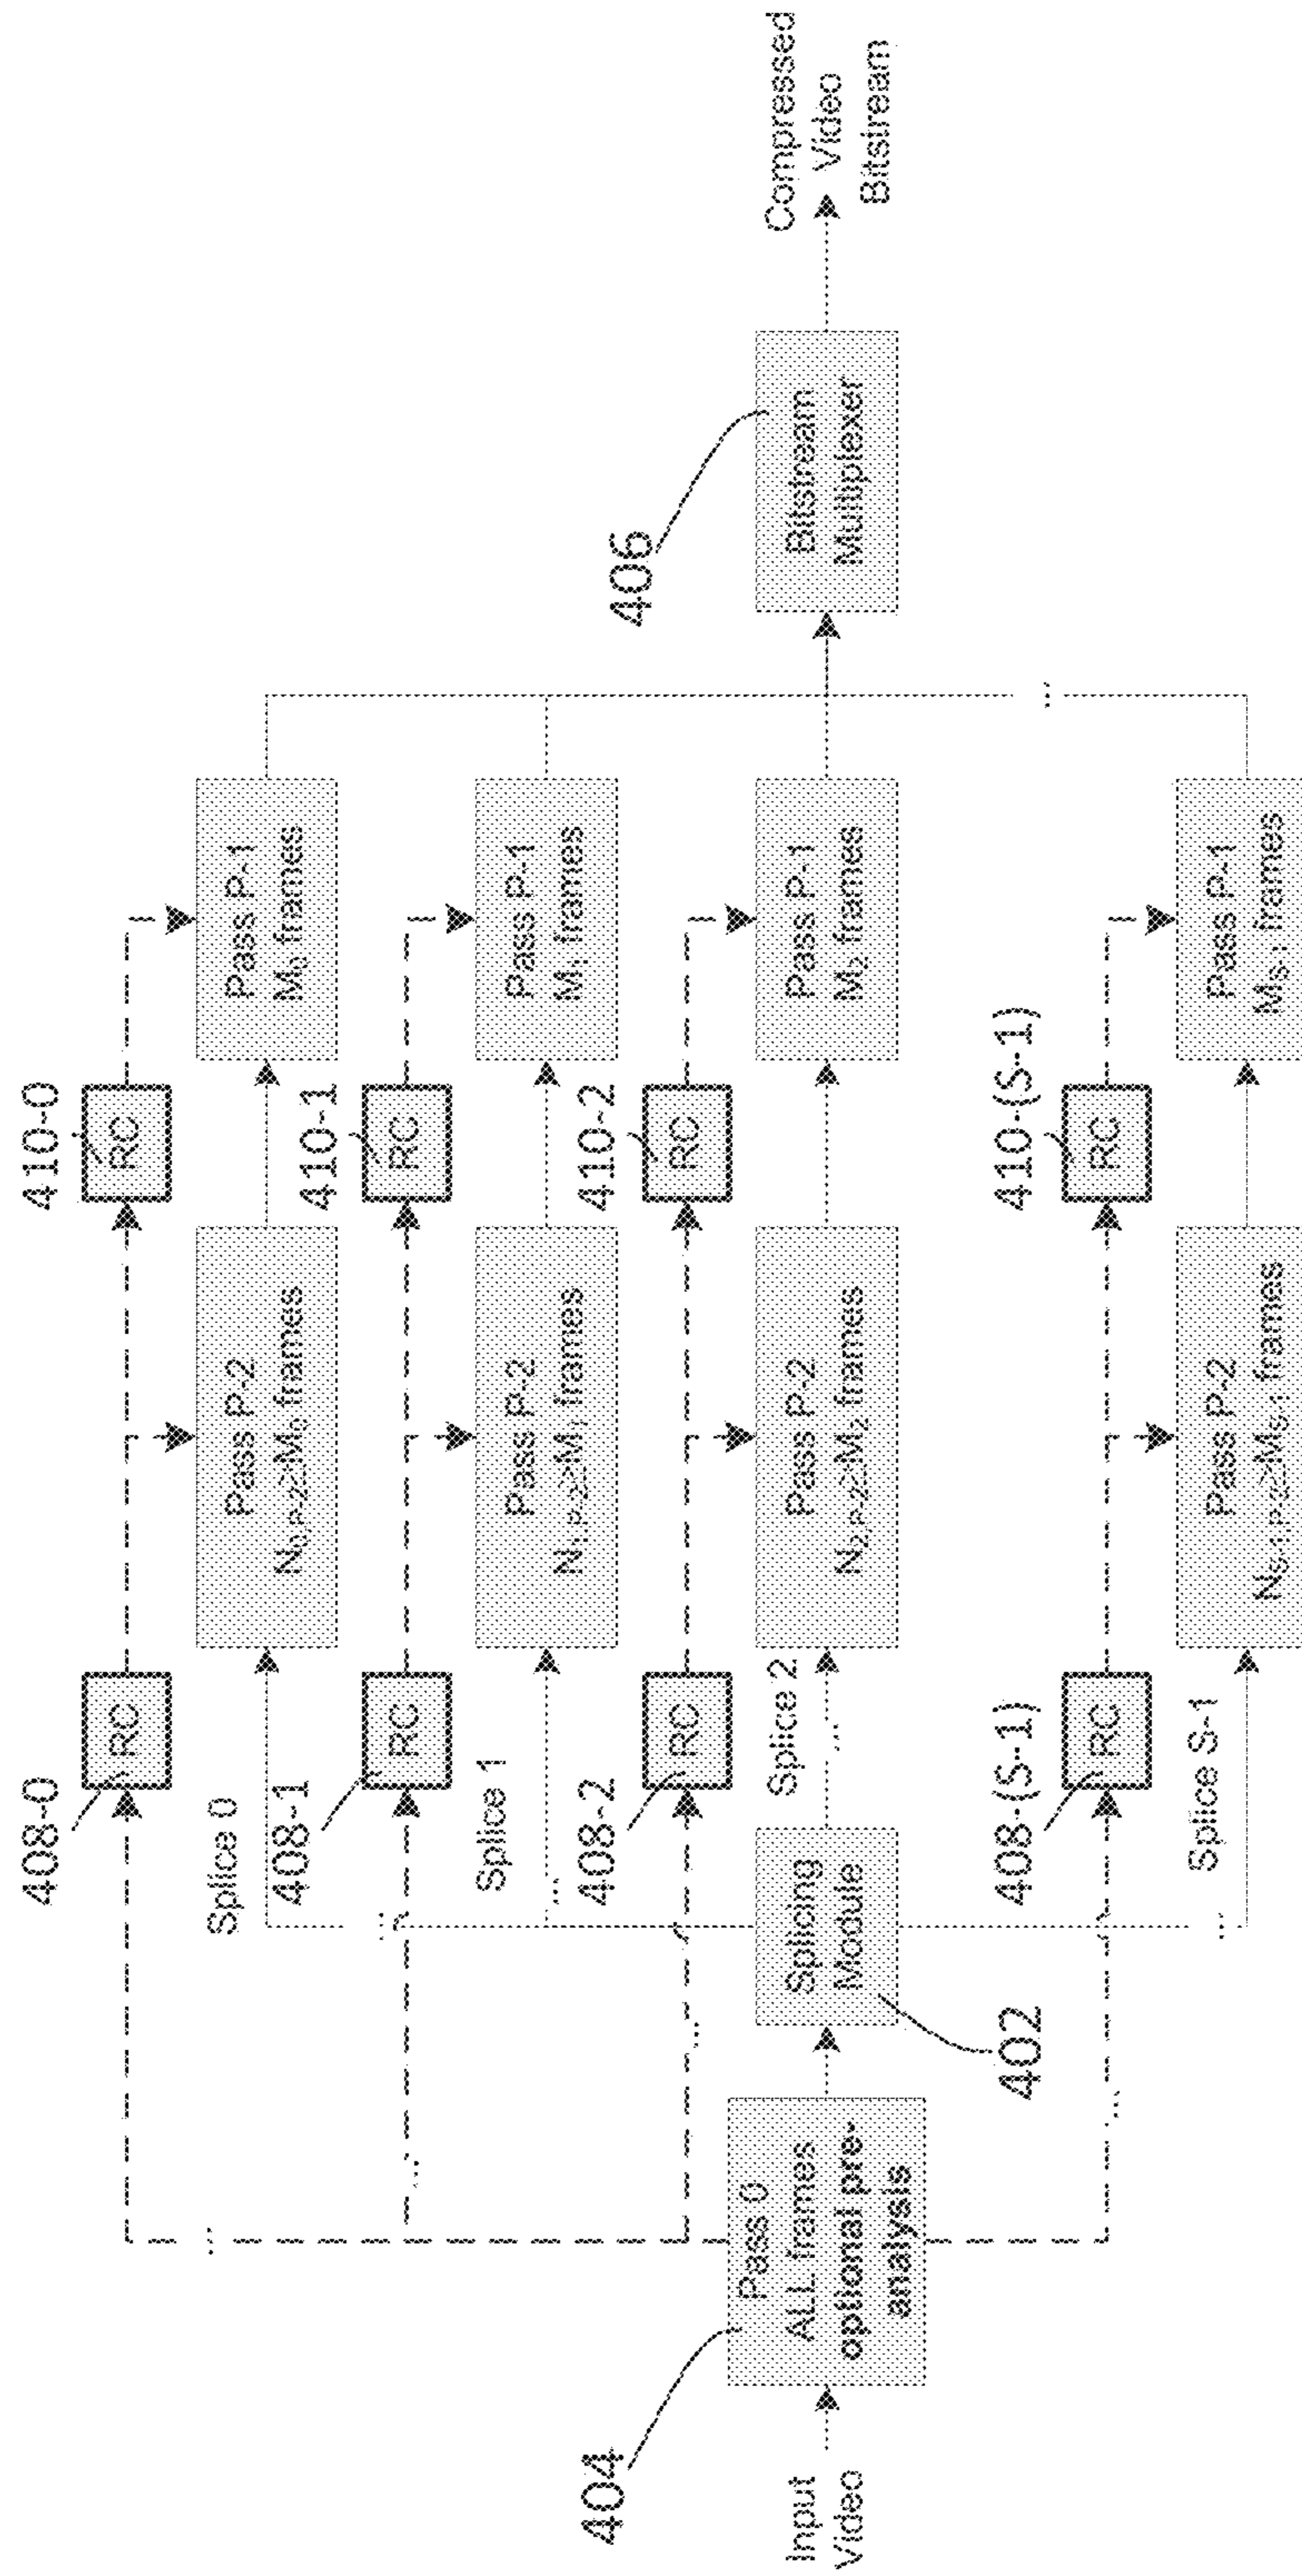 Input
Video
404
Pass 0
ALL frames
optional pre-
analysis
402
Splicing
Module
408-0
RC
Splice 0
Pass P-2
N0,P-2≥M0 frames
410-0
RC
Pass P-1
M0 frames
408-1
RC
Splice 1
Pass P-2
N1,P-2≥M1 frames
410-1
RC
Pass P-1
M1 frames
408-2
RC
Splice 2
...
Pass P-2
N2,P-2≥M2 frames
410-2
RC
Pass P-1
M2 frames
408-(S-1)
RC
Splice S-1
Pass P-2
NS-1,P-2≥MS-1 frames
410-(S-1)
RC
Pass P-1
MS-1 frames
406
Bitstream
Multiplexer
Compressed
Video
Bitstream